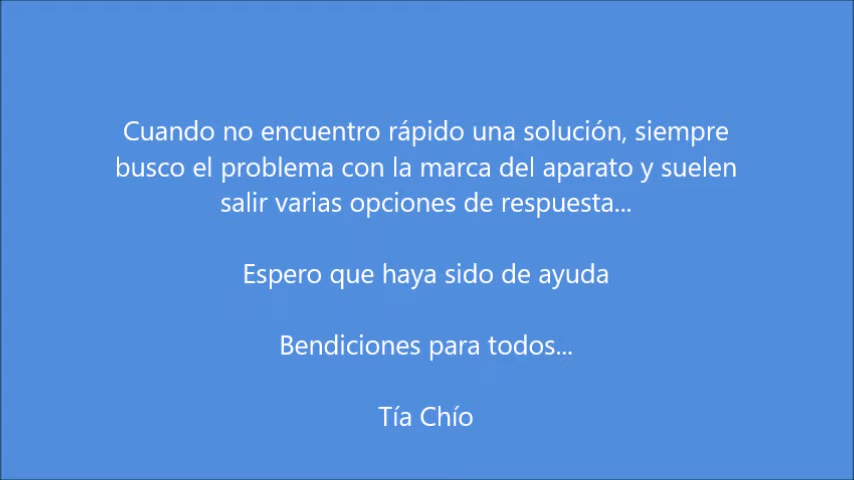 Cuando no encuentro rápido una solución, siempre
busco el problema con la marca del aparato y suelen
salir varias opciones de respuesta...
Espero que haya sido de ayuda
Bendiciones para todos...
Tía Chío